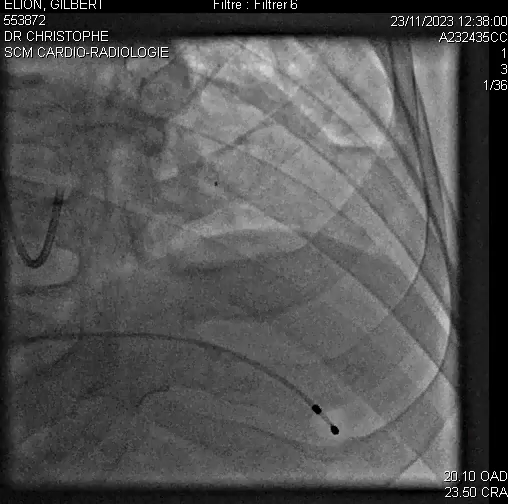 ELION, GILBERT
Filtre : Filtrer 6
553872
23/11/2023 12:38:00
DR CHRISTOPHE
A232435CC
SCM CARDIO-RADIOLOGIE
1
3
1/36
20.10 OAD
23.50 CRA